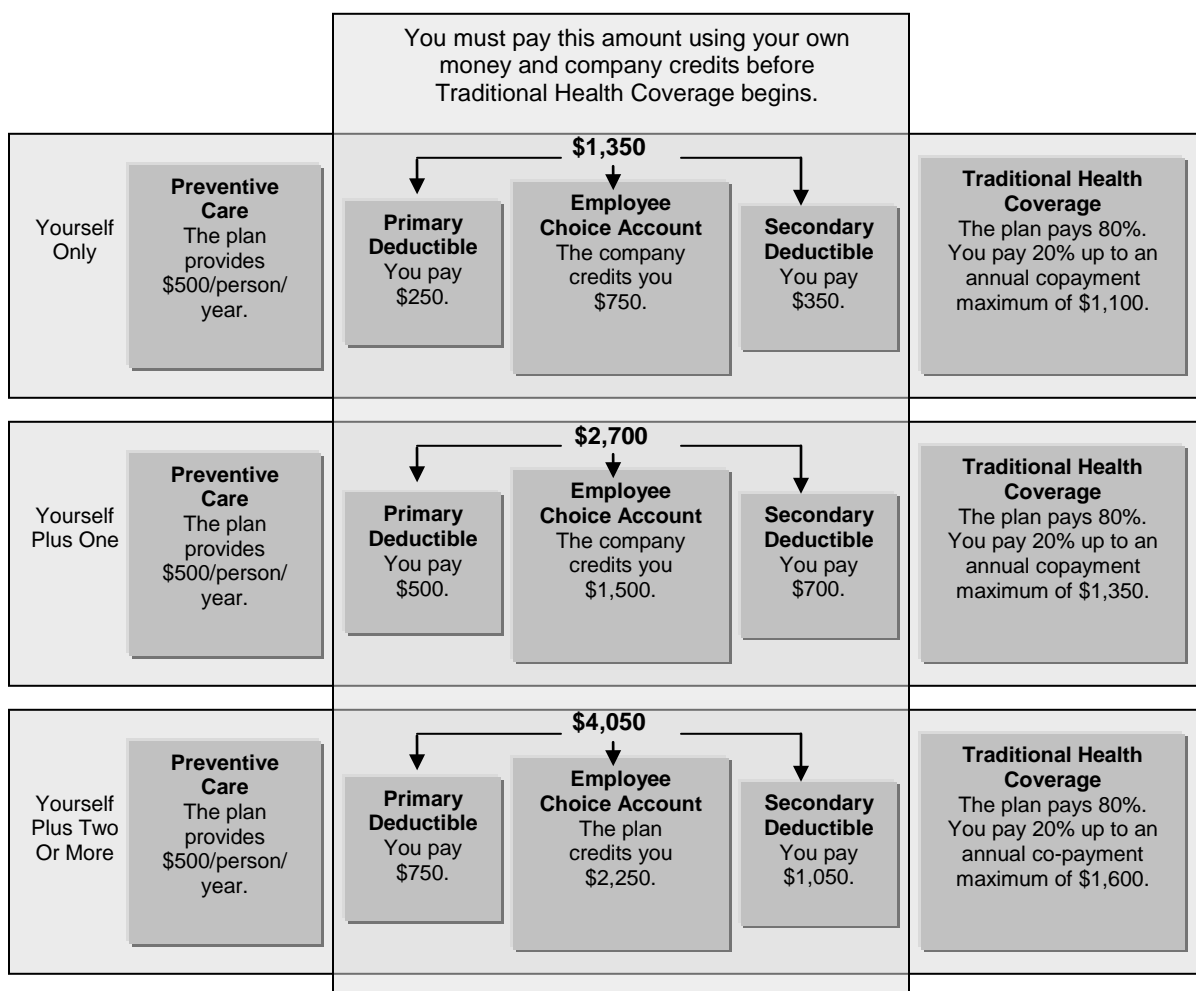 You must pay this amount using your own
money and company credits before
Traditional Health Coverage begins.
Yourself
Only
Preventive
Care
The plan
provides
$500/person/
year.
$1,350
Primary
Deductible
You pay
$250.
Employee
Choice Account
The company
credits you
$750.
Secondary
Deductible
You pay
$350.
Traditional Health
Coverage
The plan pays 80%.
You pay 20% up to an
annual copayment
maximum of $1,100.
Yourself
Plus One
Preventive
Care
The plan
provides
$500/person/
year.
$2,700
Primary
Deductible
You pay
$500.
Employee
Choice Account
The company
credits you
$1,500.
Secondary
Deductible
You pay
$700.
Traditional Health
Coverage
The plan pays 80%.
You pay 20% up to an
annual copayment
maximum of $1,350.
Yourself
Plus Two
Or More
Preventive
Care
The plan
provides
$500/person/
year.
$4,050
Primary
Deductible
You pay
$750.
Employee
Choice Account
The plan
credits you
$2,250.
Secondary
Deductible
You pay
$1,050.
Traditional Health
Coverage
The plan pays 80%.
You pay 20% up to an
annual co-payment
maximum of $1,600.